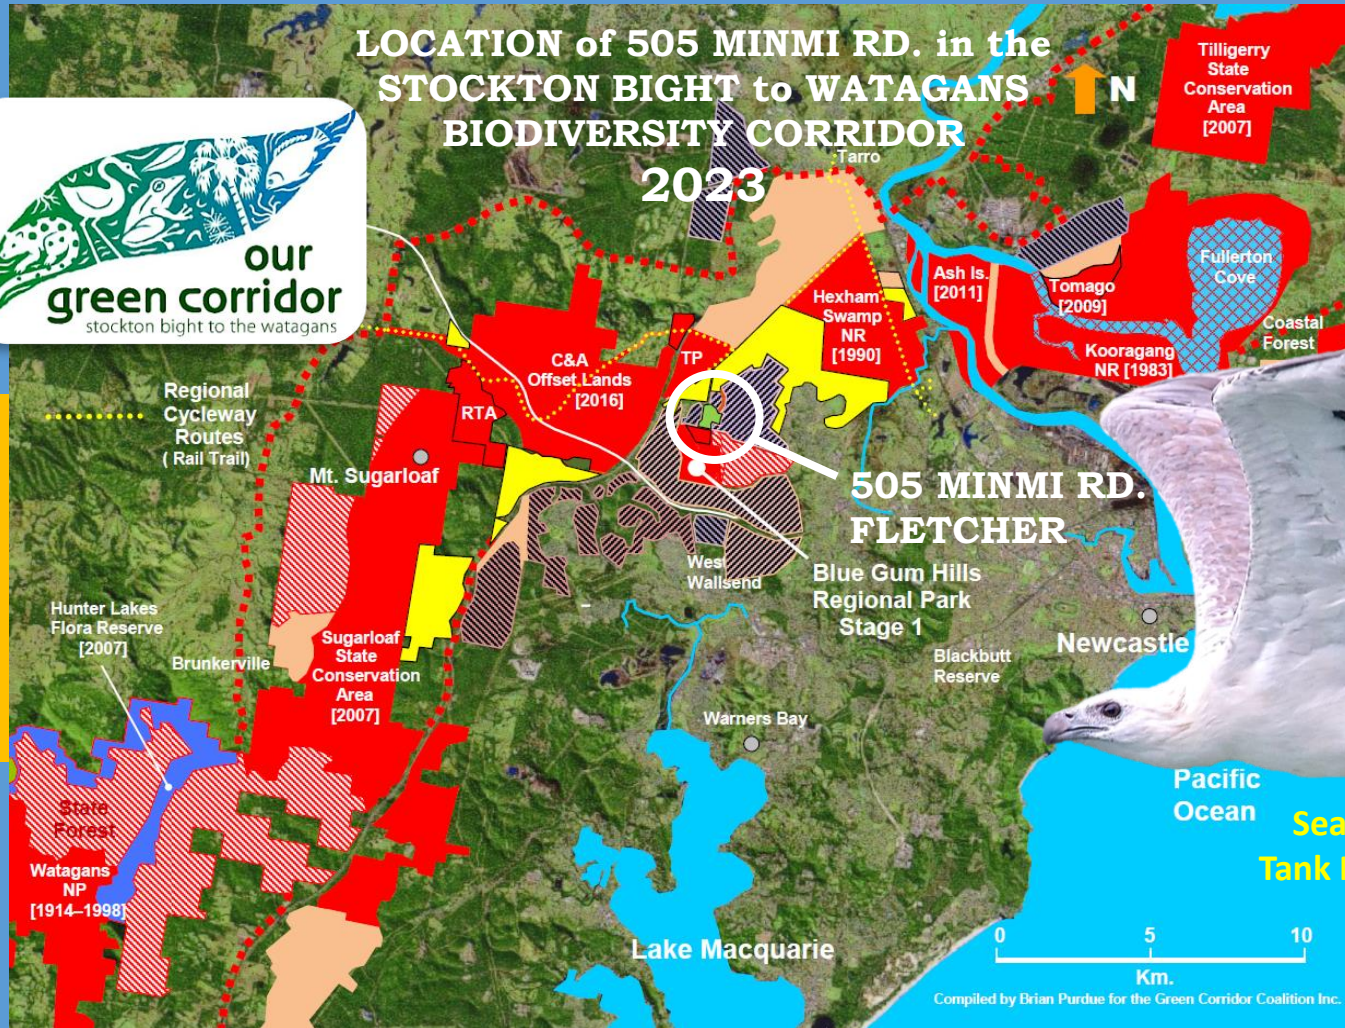 LOCATION of 505 MINMI RD. in the
STOCKTON BIGHT to WATAGANS
BIODIVERSITY CORRIDOR
2023
N
Tilligerry
State
Conservation
Area
[2007]
our
green corridor
stockton bight to the watagans
Tarro
Ash Is.
[2011]
Tomago
[2009]
Fullerton
Cove
Coastal
Forest
Kooragang
NR [1983]
Hexham
Swamp
NR
[1990]
TP
C&A
Offset Lands
[2016]
RTA
Regional
Cycleway
Routes
( Rail Trail)
Mt. Sugarloaf
505 MINMI RD.
FLETCHER
West
Wallsend
Blue Gum Hills
Regional Park
Stage 1
Newcastle
Blackbutt
Reserve
Hunter Lakes
Flora Reserve
[2007]
Brunkerville
Sugarloaf
State
Conservation
Area
[2007]
Warners Bay
State
Forest
Watagans
NP
[1914–1998]
Lake Macquarie
Pacific
Ocean
Sea
Tank
0 5 10
Km.
Compiled by Brian Purdue for the Green Corridor Coalition Inc.